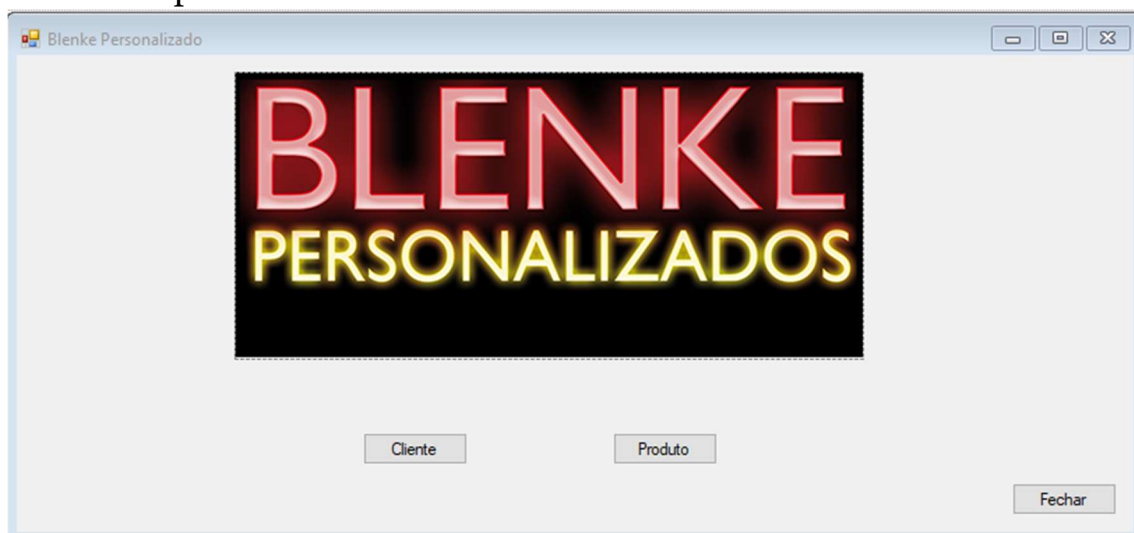 Blenke Personalizado
BLENKE
PERSONALIZADOS
Cliente
Produto
Fechar